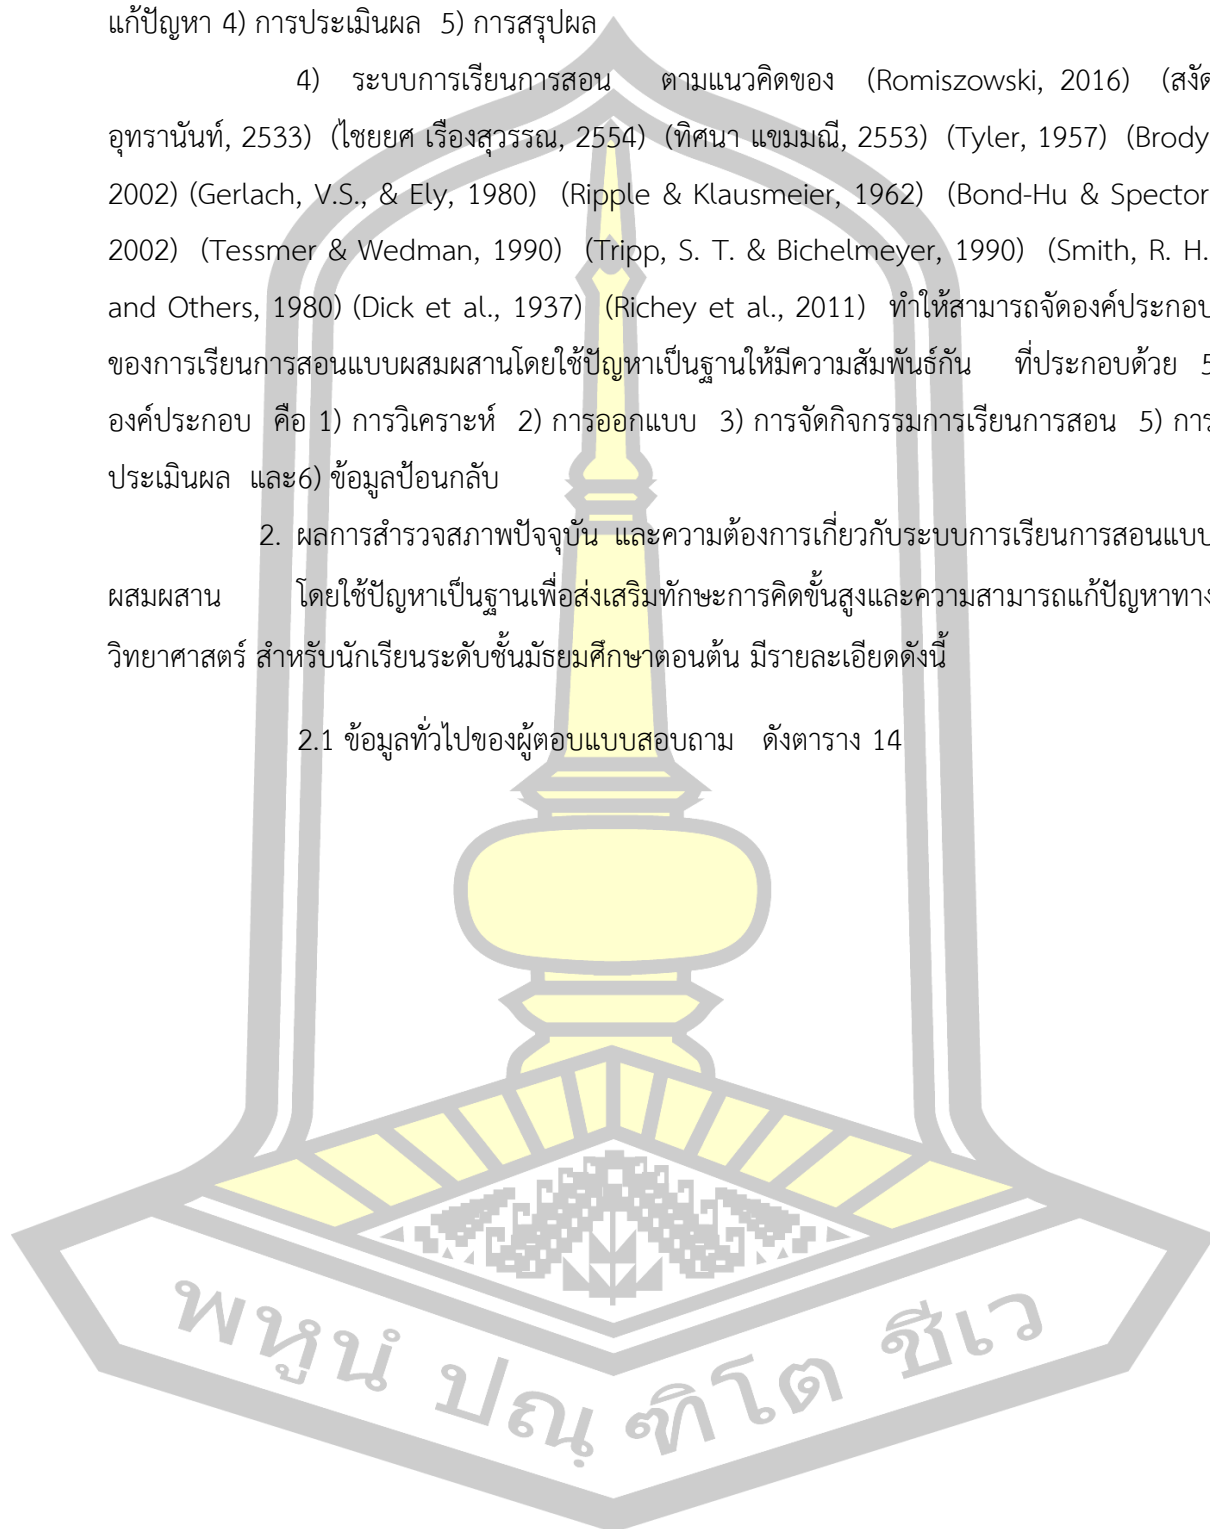 แก้ปัญหา 4) การประเมินผล 5) การสรุปผล
4) ระบบการเรียนการสอน ตามแนวคิดของ (Romiszowski, 2016) (สงัด
อุทรานันท์, 2533) (ไชยยศ เรืองสุวรรณ, 2554) (ทิศนา แขมมณี, 2553) (Tyler, 1957) (Brody
2002) (Gerlach, V.S., & Ely, 1980) (Ripple & Klausmeier, 1962) (Bond-Hu & Spector
2002) (Tessmer & Wedman, 1990) (Tripp, S. T. & Bichelmeyer, 1990) (Smith, R. H.
and Others, 1980) (Dick et al., 1937) (Richey et al., 2011) ทำให้สามารถจัดองค์ประกอบ
ของการเรียนการสอนแบบผสมผสานโดยใช้ปัญหาเป็นฐานให้มีความสัมพันธ์กัน ที่ประกอบด้วย 5
องค์ประกอบ คือ 1) การวิเคราะห์ 2) การออกแบบ 3) การจัดกิจกรรมการเรียนการสอน 5) การ
ประเมินผล และ6) ข้อมูลป้อนกลับ
2. ผลการสำรวจสภาพปัจจุบัน และความต้องการเกี่ยวกับระบบการเรียนการสอนแบบ
ผสมผสาน โดยใช้ปัญหาเป็นฐานเพื่อส่งเสริมทักษะการคิดขั้นสูงและความสามารถแก้ปัญหาทาง
วิทยาศาสตร์ สำหรับนักเรียนระดับชั้นมัธยมศึกษาตอนต้น มีรายละเอียดดังนี้
2.1 ข้อมูลทั่วไปของผู้ตอบแบบสอบถาม ดังตาราง 14
พหูนํ ปณฺฑิโต ชีเว